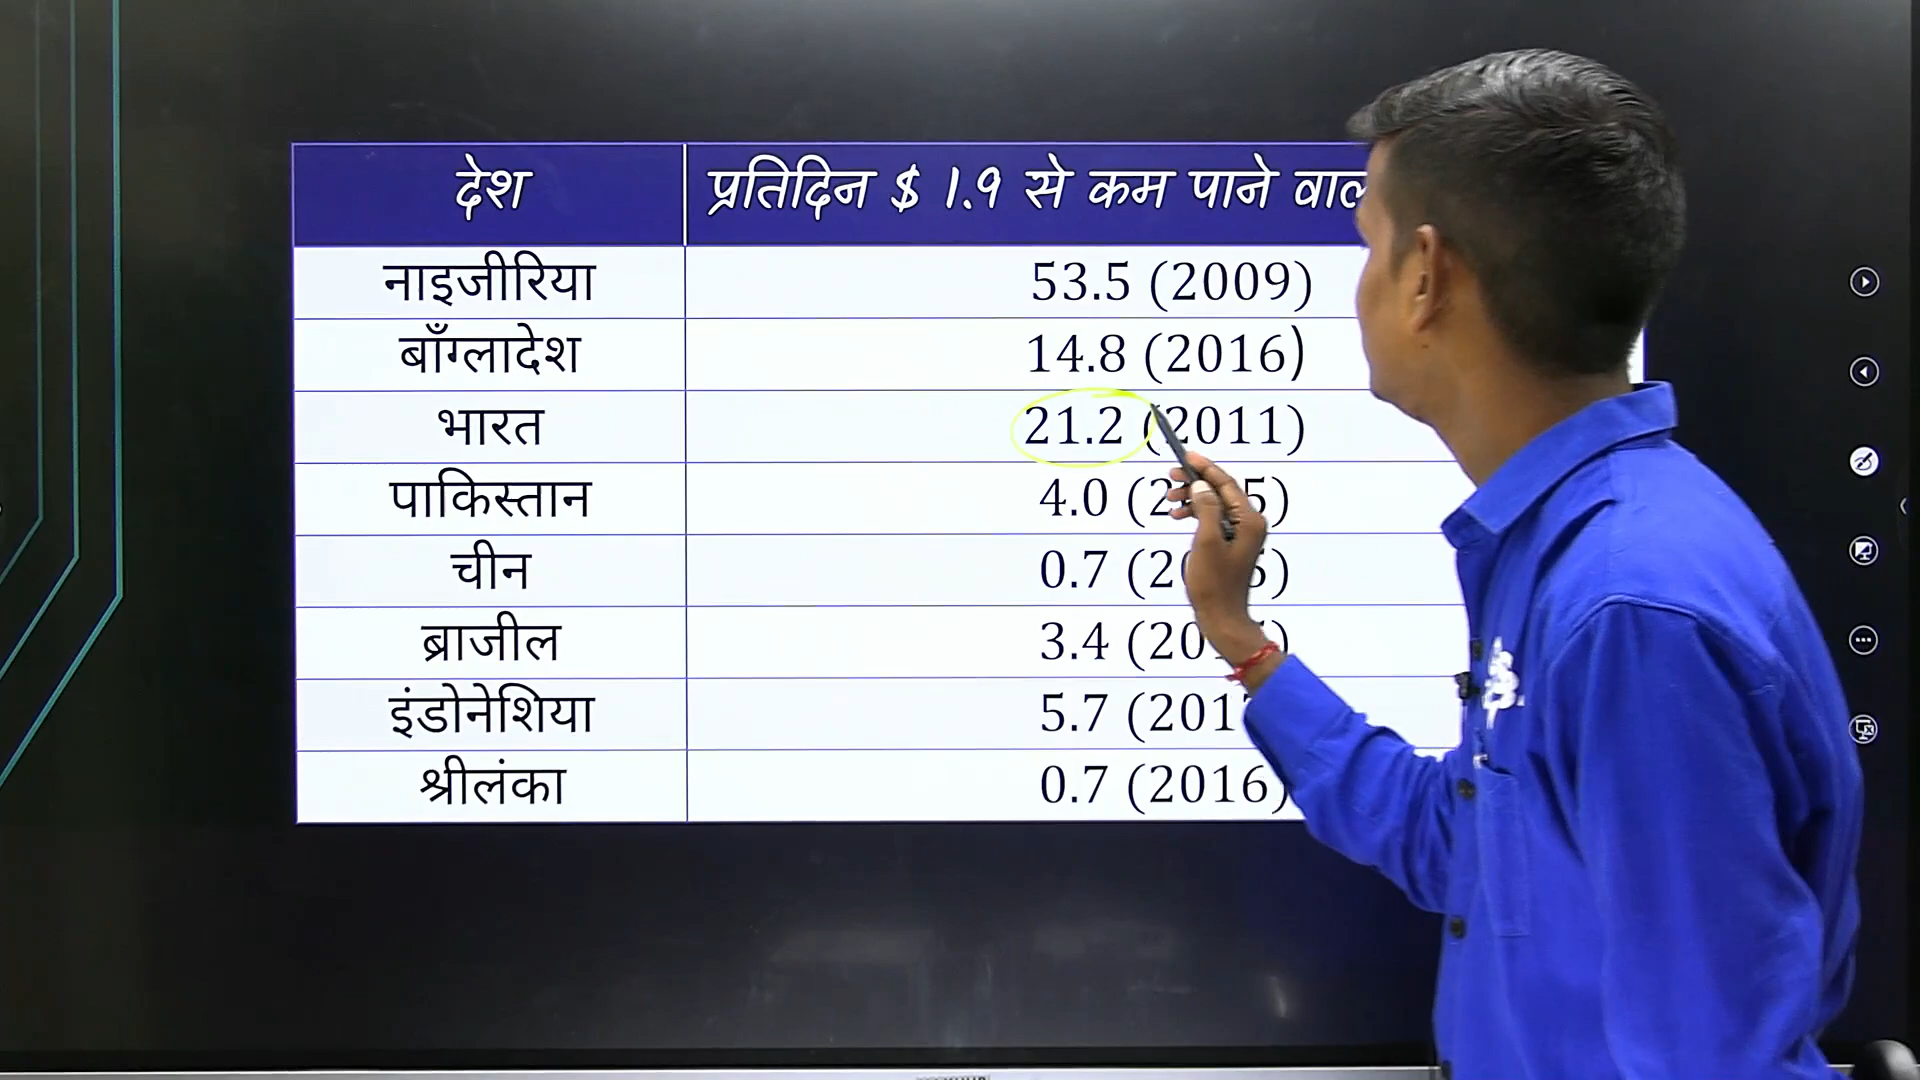 देश प्रतिदिन $ 1.9 से कम पाने
नाइजीरिया 53.5 (2009)
बाँग्लादेश 14.8 (2016)
भारत 21.2 (2011)
पाकिस्तान 4.0
चीन 0.7
ब्राजील 3.4
इंडोनेशिया 5.7
श्रीलंका 0.7 (2016)